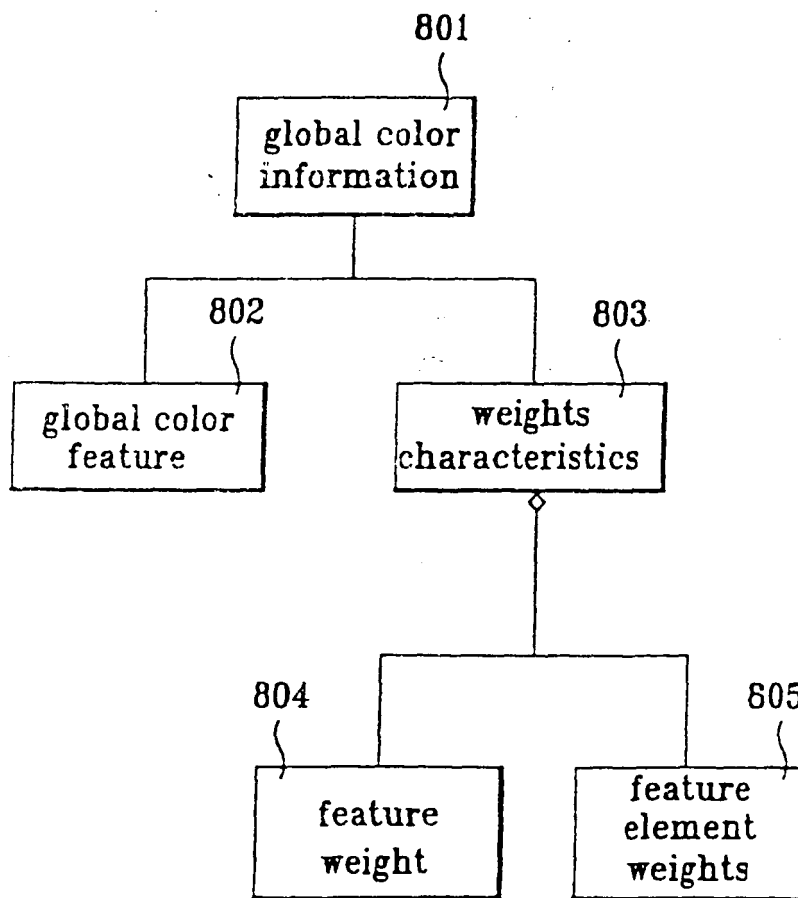 801
global color
information
802
803
global color
feature
weights
characteristics
804
805
feature
weight
feature
element
weights